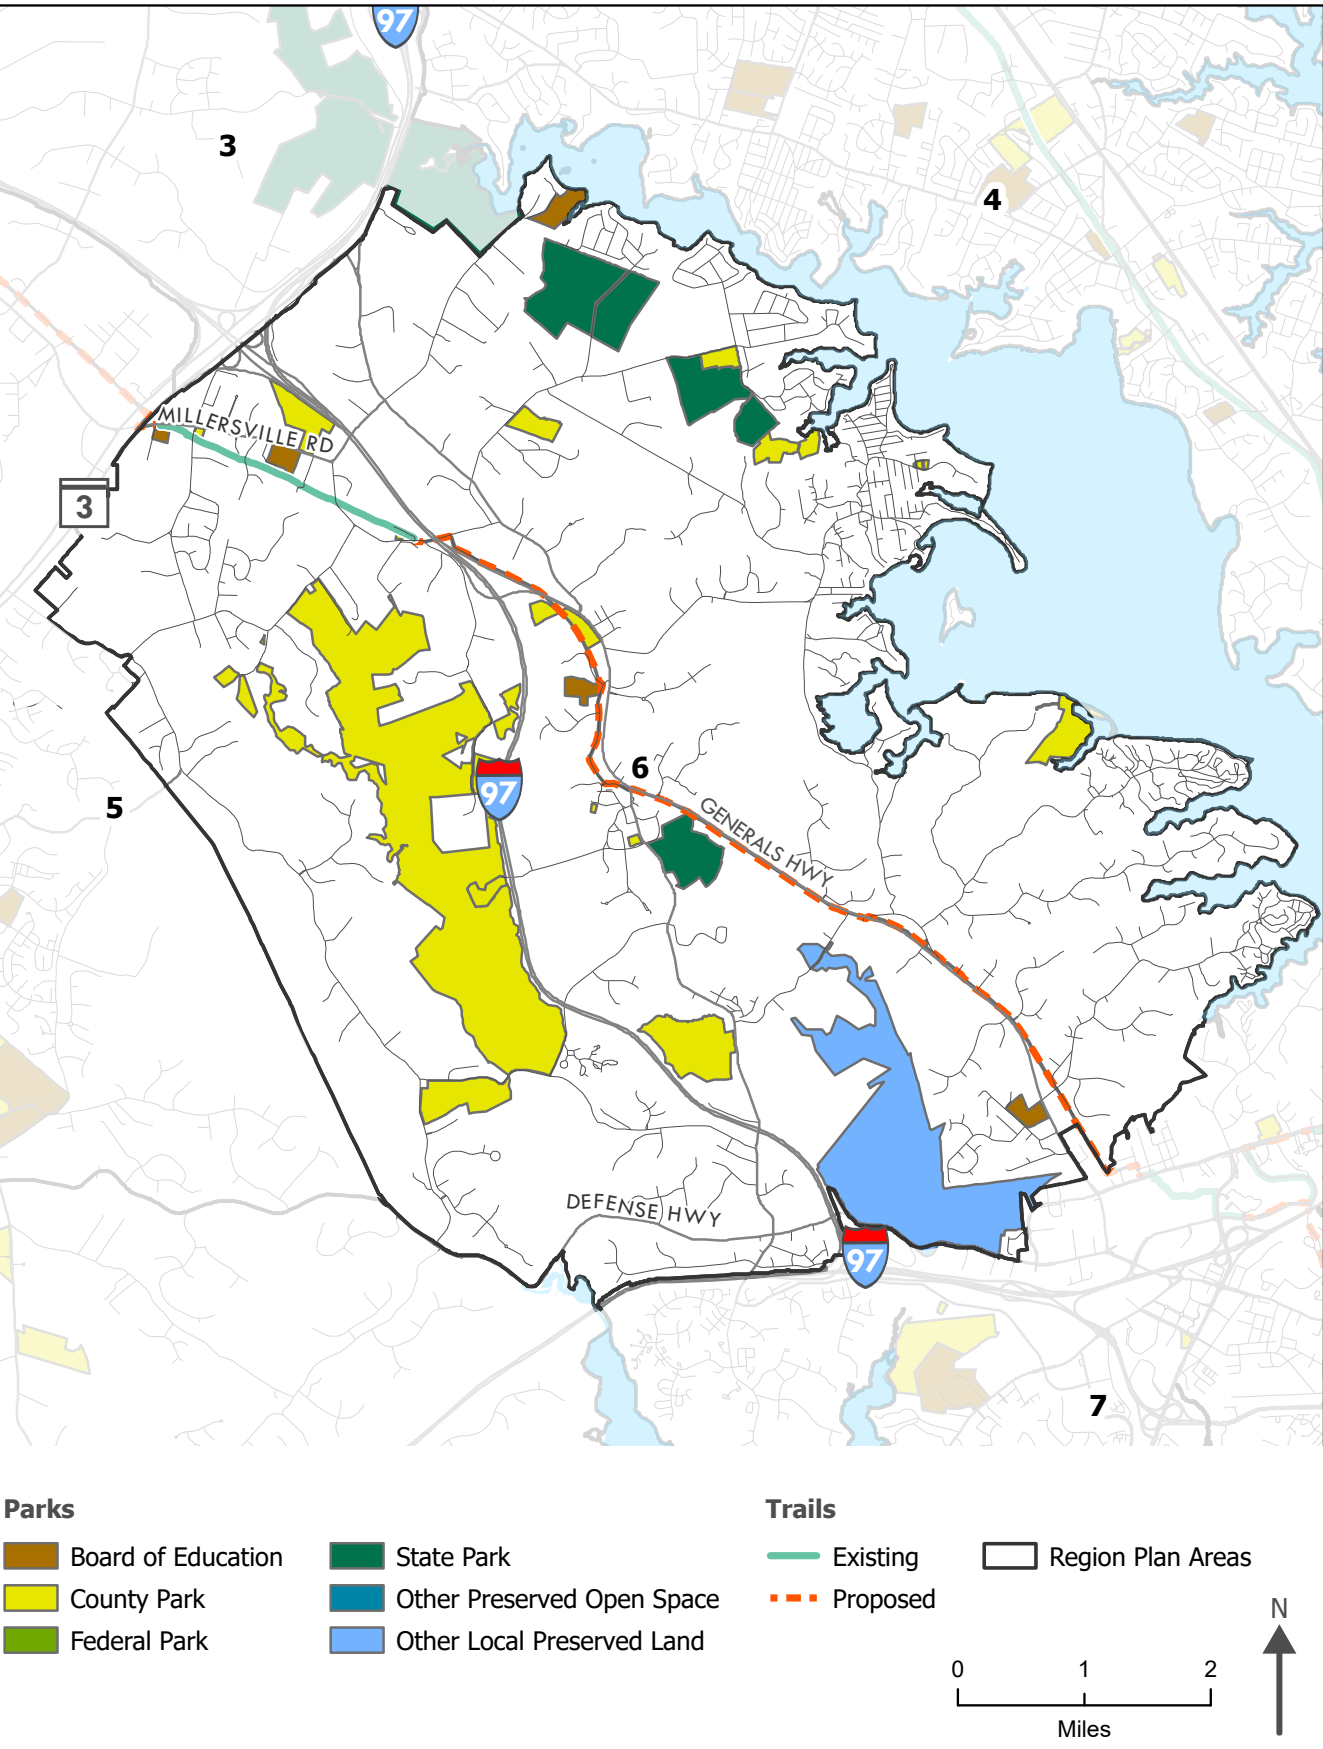 97
3
4
MILLERSVILLE RD
3
6
97
5
GENERALS HWY
DEFENSE HWY
97
7
Parks
Board of Education
County Park
Federal Park
State Park
Other Preserved Open Space
Other Local Preserved Land
Trails
Existing
Proposed
Region Plan Areas
N
0 1 2
Miles